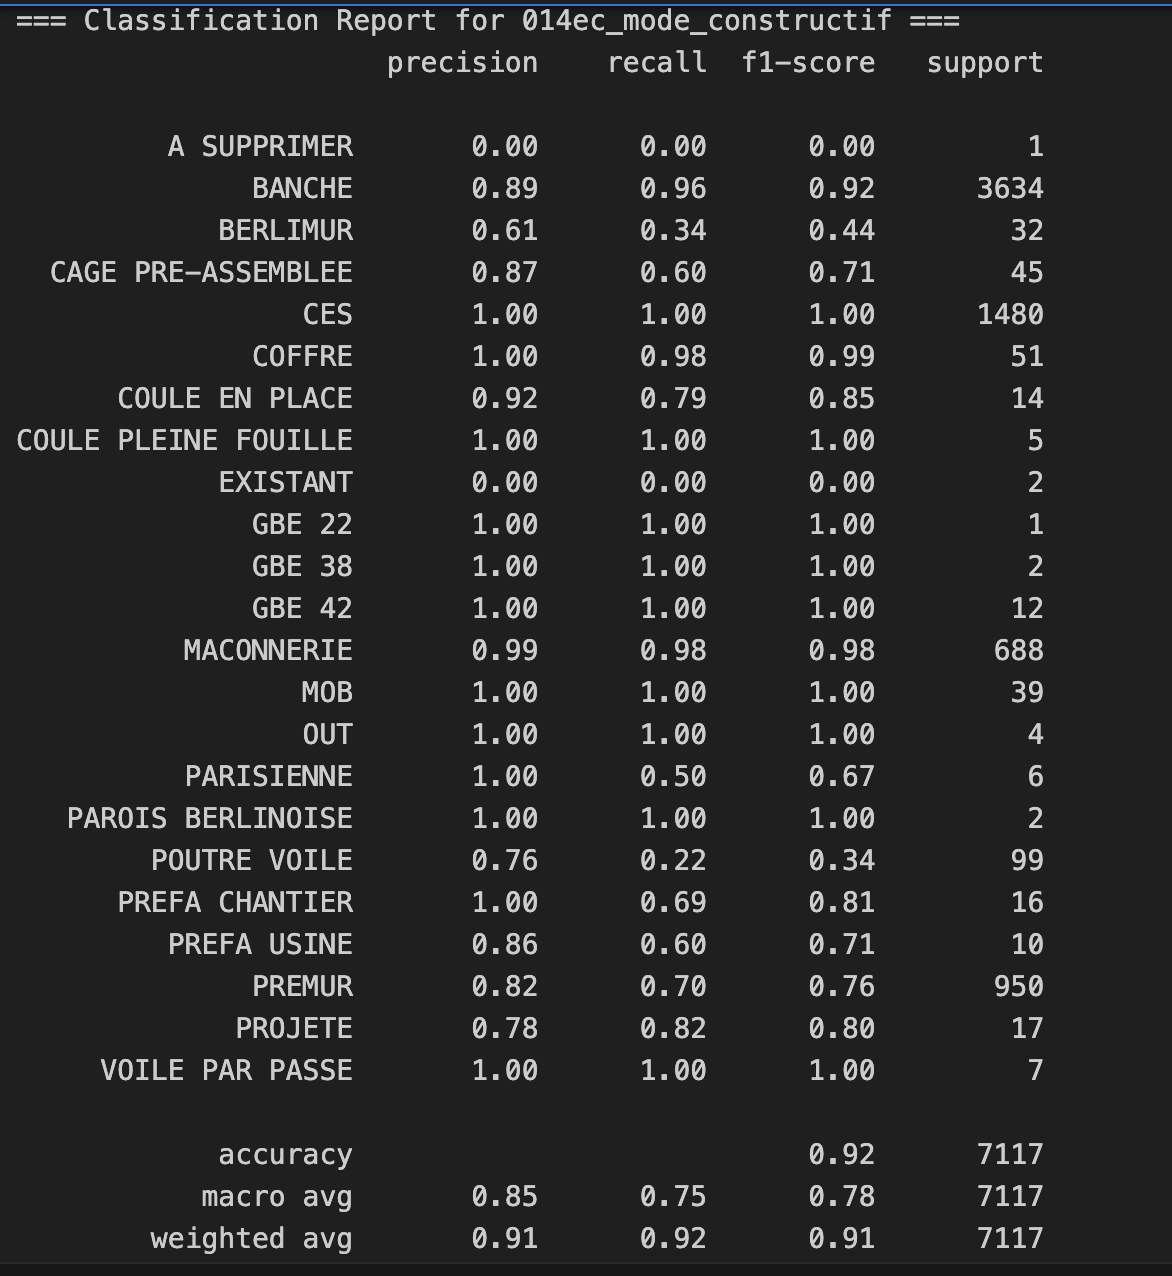 === Classification Report for 014ec_mode_constructif ===
precision recall f1-score support
A SUPPRIMER 0.00 0.00 0.00 1
BANCHE 0.89 0.96 0.92 3634
BERLIMUR 0.61 0.34 0.44 32
CAGE PRE-ASSEMBLEE 0.87 0.60 0.71 45
CES 1.00 1.00 1.00 1480
COFFRE 1.00 0.98 0.99 51
COULE EN PLACE 0.92 0.79 0.85 14
COULE PLEINE FOUILLE 1.00 1.00 1.00 5
EXISTANT 0.00 0.00 0.00 2
GBE 22 1.00 1.00 1.00 1
GBE 38 1.00 1.00 1.00 2
GBE 42 1.00 1.00 1.00 12
MACONNERIE 0.99 0.98 0.98 688
MOB 1.00 1.00 1.00 39
OUT 1.00 1.00 1.00 4
PARISIENNE 1.00 0.50 0.67 6
PAROIS BERLINOISE 1.00 1.00 1.00 2
POUTRE VOILE 0.76 0.22 0.34 99
PREFA CHANTIER 1.00 0.69 0.81 16
PREFA USINE 0.86 0.60 0.71 10
PREMUR 0.82 0.70 0.76 950
PROJETE 0.78 0.82 0.80 17
VOILE PAR PASSE 1.00 1.00 1.00 7
accuracy 0.92 7117
macro avg 0.85 0.75 0.78 7117
weighted avg 0.91 0.92 0.91 7117